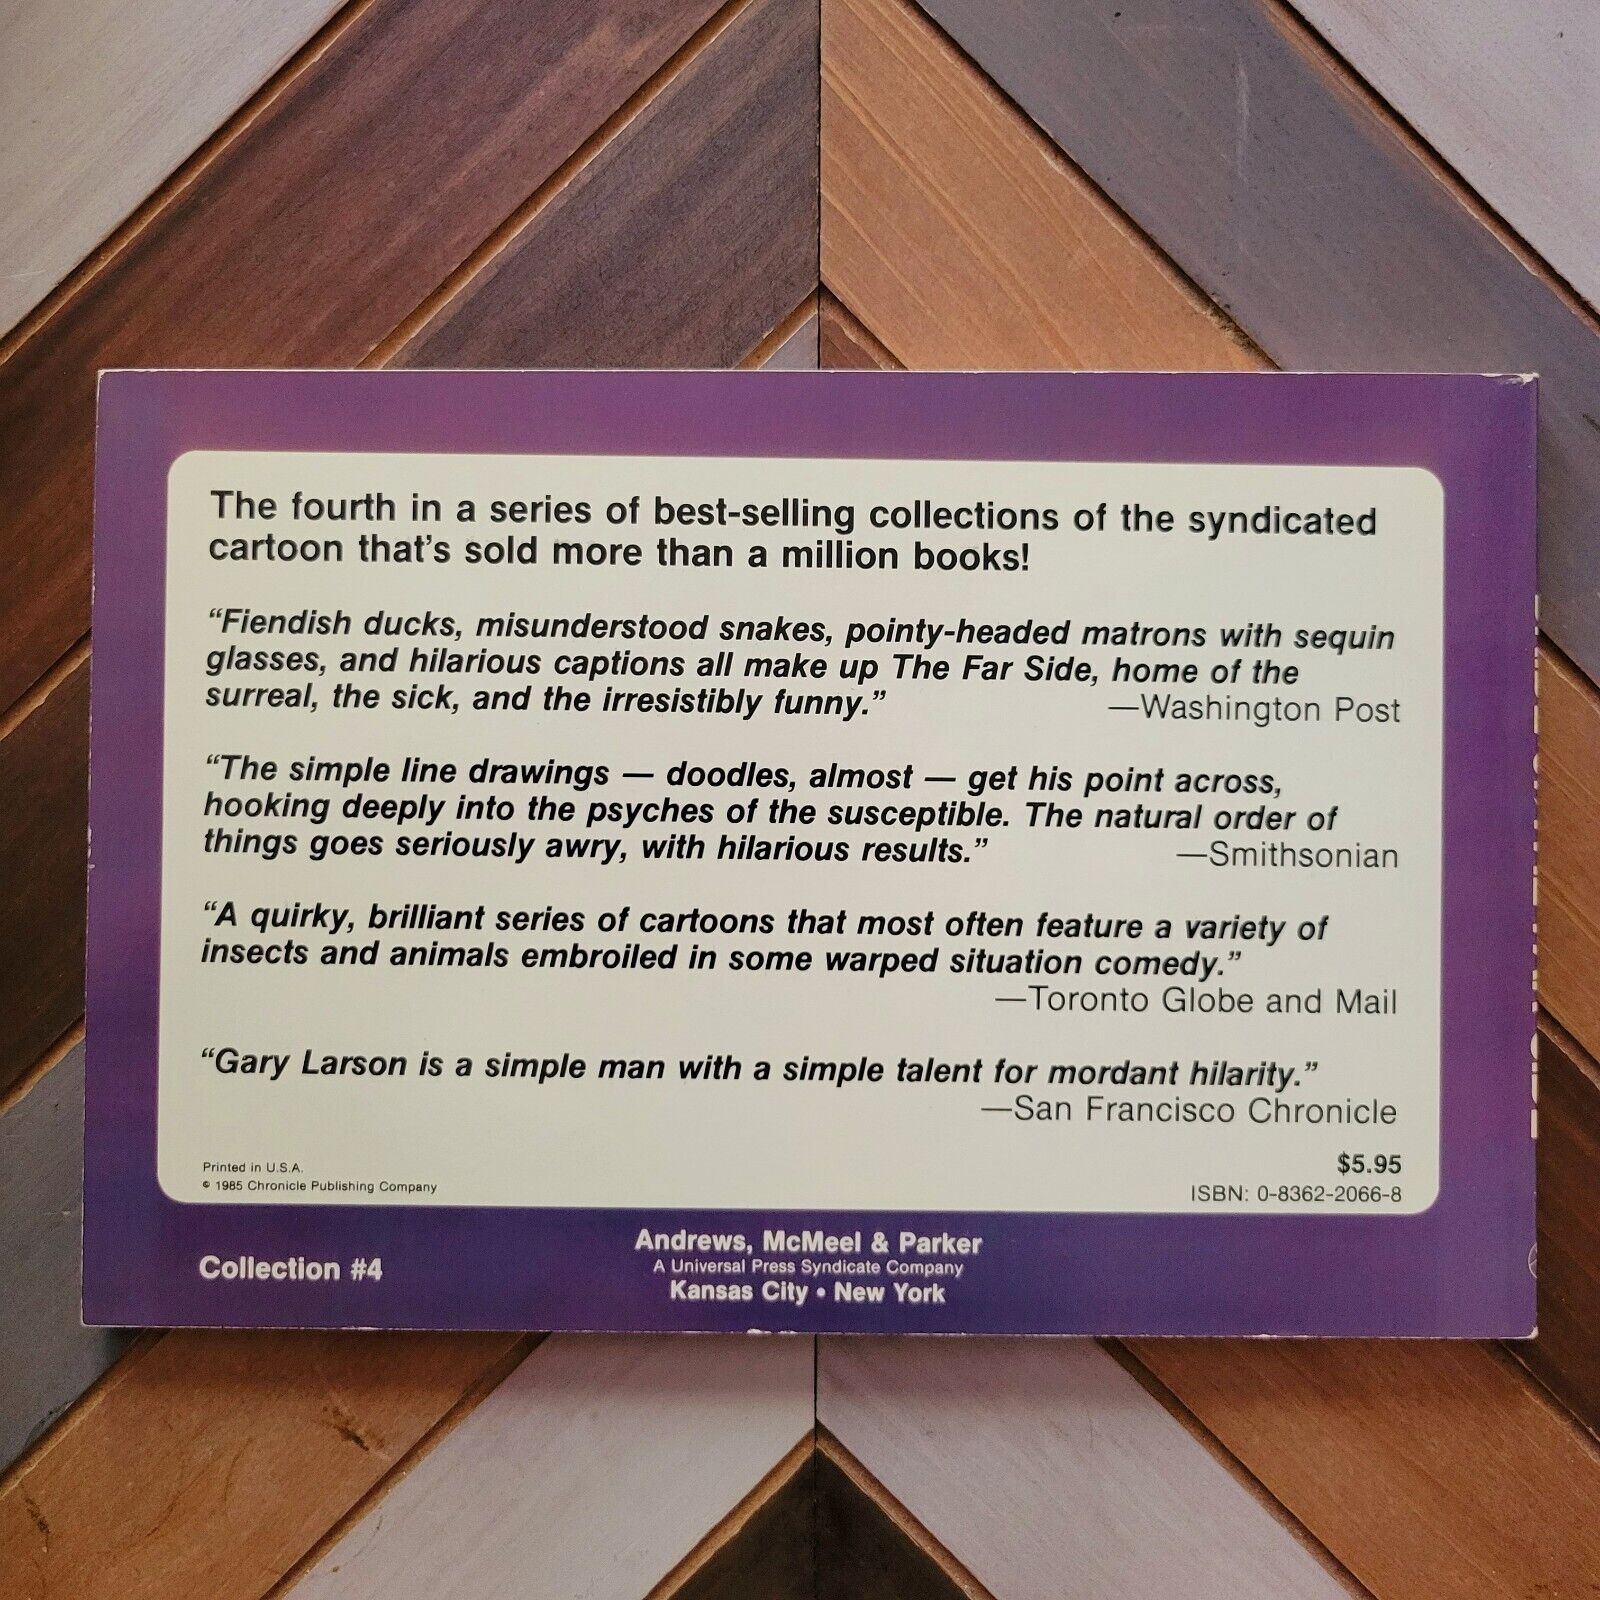 The fourth in a series of best-selling collections of the syndicated
cartoon that's sold more than a million books!
“Fiendish ducks, misunderstood snakes, pointy-headed matrons with sequin
glasses, and hilarious captions all make up The Far Side, home of the
surreal, the sick, and the irresistibly funny.” —Washington Post
“The simple line drawings — doodles, almost — get his point across,
hooking deeply into the psyches of the susceptible. The natural order of
things goes seriously awry, with hilarious results.” —Smithsonian
“A quirky, brilliant series of cartoons that most often feature a variety of
insects and animals embroiled in some warped situation comedy.”
—Toronto Globe and Mail
“Gary Larson is a simple man with a simple talent for mordant hilarity.”
—San Francisco Chronicle
Printed in U.S.A.
© 1985 Chronicle Publishing Company
$5.95
ISBN: 0-8362-2066-8
Collection #4
Andrews, McMeel & Parker
A Universal Press Syndicate Company
Kansas City • New York